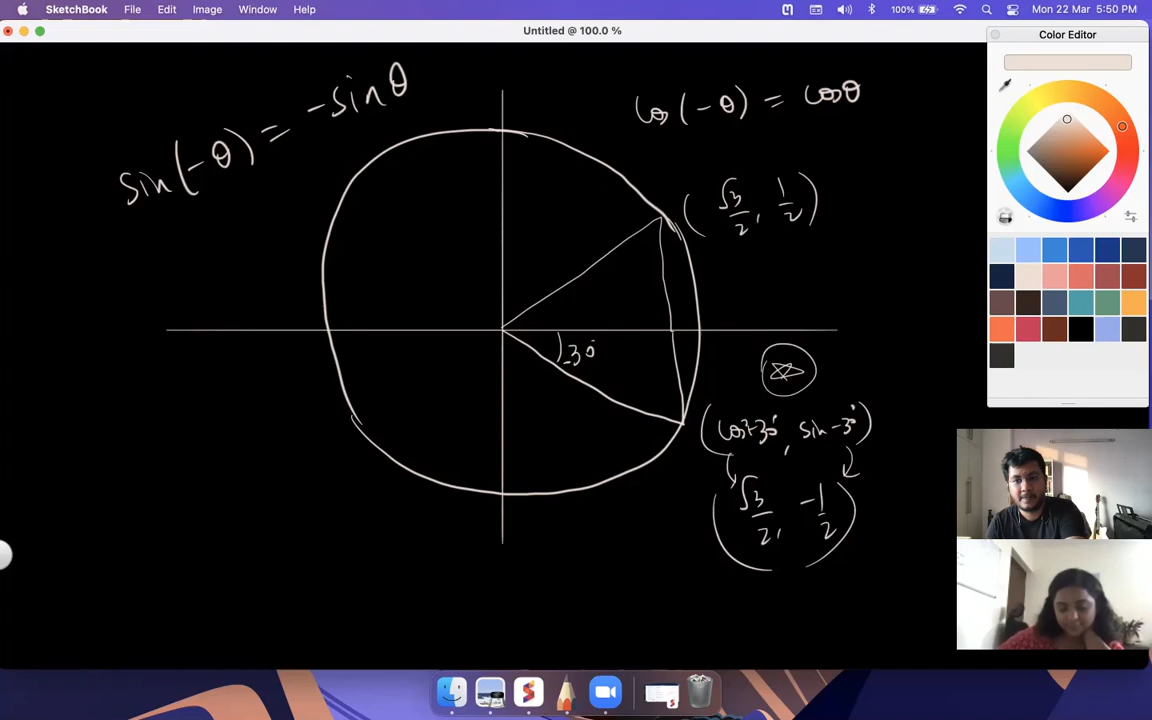 SketchBook File Edit Image Window Help 100% Mon 22 Mar 5:50 PM
Untitled @ 100.0 %
Color Editor
sin(-θ) = -sinθ
cos(-θ) = cosθ
(√3/2, 1/2)
-30°
(cos-30°, sin-30°)
(√3/2, -1/2)